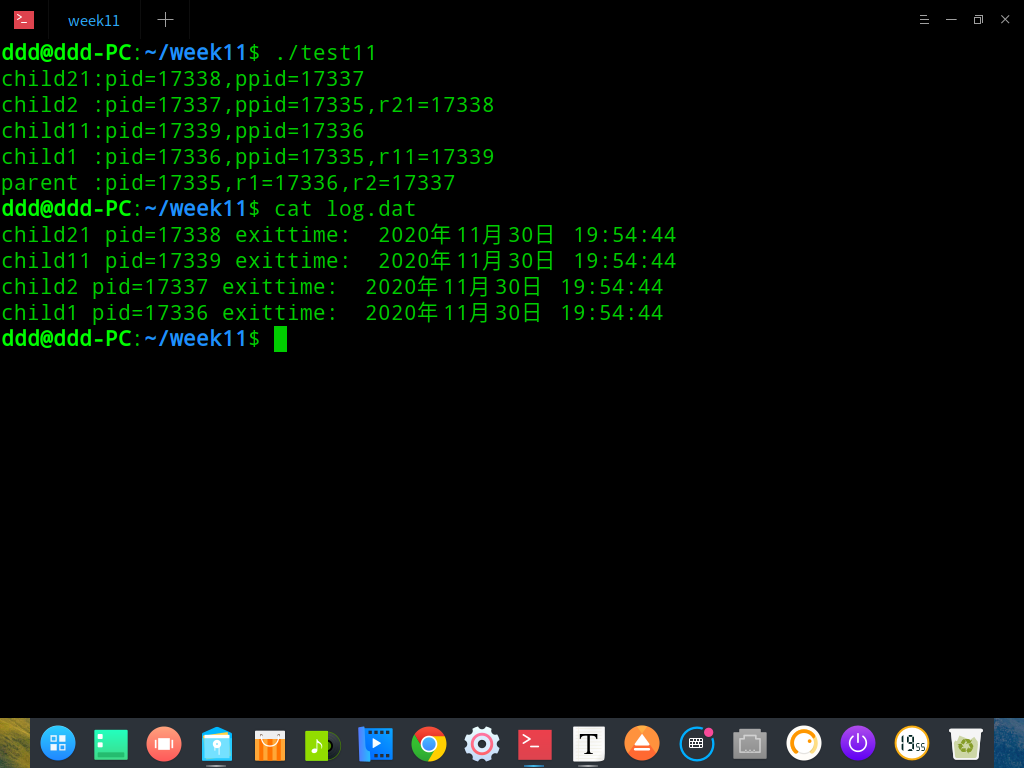 week11
ddd@ddd-PC:~/week11$ ./test11
child21:pid=17338,ppid=17337
child2 :pid=17337,ppid=17335,r21=17338
child11:pid=17339,ppid=17336
child1 :pid=17336,ppid=17335,r11=17339
parent :pid=17335,r1=17336,r2=17337
ddd@ddd-PC:~/week11$ cat log.dat
child21 pid=17338 exittime:  2020年11月30日 19:54:44
child11 pid=17339 exittime:  2020年11月30日 19:54:44
child2 pid=17337 exittime:  2020年11月30日 19:54:44
child1 pid=17336 exittime:  2020年11月30日 19:54:44
ddd@ddd-PC:~/week11$
T
19 55